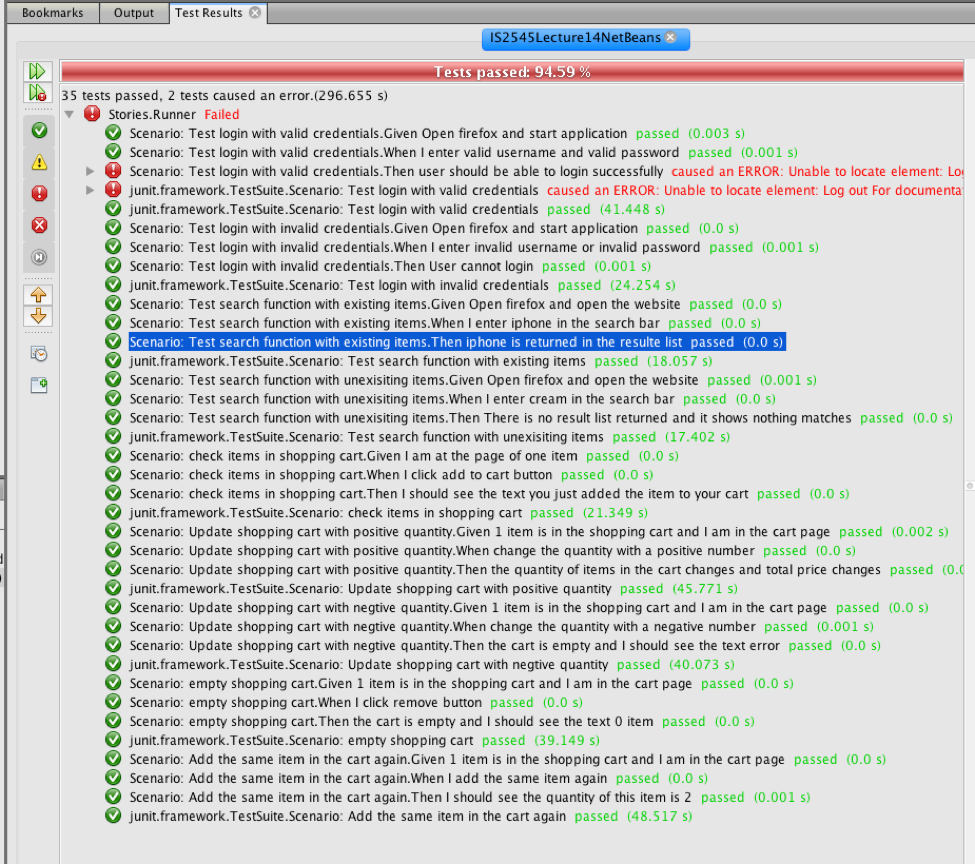 Bookmarks Output Test Results
IS2545Lecture14NetBeans
Tests passed: 94.59 %
35 tests passed, 2 tests caused an error.(296.655 s)
Stories.Runner Failed
Scenario: Test login with valid credentials.Given Open firefox and start application passed (0.003 s)
Scenario: Test login with valid credentials.When I enter valid username and valid password passed (0.001 s)
Scenario: Test login with valid credentials.Then user should be able to login successfully caused an ERROR: Unable to locate element: Log
junit.framework.TestSuite.Scenario: Test login with valid credentials caused an ERROR: Unable to locate element: Log out For documenta
junit.framework.TestSuite.Scenario: Test login with valid credentials passed (41.448 s)
Scenario: Test login with invalid credentials.Given Open firefox and start application passed (0.0 s)
Scenario: Test login with invalid credentials.When I enter invalid username or invalid password passed (0.001 s)
Scenario: Test login with invalid credentials.Then User cannot login passed (0.001 s)
junit.framework.TestSuite.Scenario: Test login with invalid credentials passed (24.254 s)
Scenario: Test search function with existing items.Given Open firefox and open the website passed (0.0 s)
Scenario: Test search function with existing items.When I enter iphone in the search bar passed (0.0 s)
Scenario: Test search function with existing items.Then iphone is returned in the resulte list passed (0.0 s)
junit.framework.TestSuite.Scenario: Test search function with existing items passed (18.057 s)
Scenario: Test search function with unexisiting items.Given Open firefox and open the website passed (0.001 s)
Scenario: Test search function with unexisiting items.When I enter cream in the search bar passed (0.0 s)
Scenario: Test search function with unexisiting items.Then There is no result list returned and it shows nothing matches passed (0.0 s)
junit.framework.TestSuite.Scenario: Test search function with unexisiting items passed (17.402 s)
Scenario: check items in shopping cart.Given I am at the page of one item passed (0.0 s)
Scenario: check items in shopping cart.When I click add to cart button passed (0.0 s)
Scenario: check items in shopping cart.Then I should see the text you just added the item to your cart passed (0.0 s)
junit.framework.TestSuite.Scenario: check items in shopping cart passed (21.349 s)
Scenario: Update shopping cart with positive quantity.Given 1 item is in the shopping cart and I am in the cart page passed (0.002 s)
Scenario: Update shopping cart with positive quantity.When change the quantity with a positive number passed (0.0 s)
Scenario: Update shopping cart with positive quantity.Then the quantity of items in the cart changes and total price changes passed (0.0
junit.framework.TestSuite.Scenario: Update shopping cart with positive quantity passed (45.771 s)
Scenario: Update shopping cart with negtive quantity.Given 1 item is in the shopping cart and I am in the cart page passed (0.0 s)
Scenario: Update shopping cart with negtive quantity.When change the quantity with a negative number passed (0.001 s)
Scenario: Update shopping cart with negtive quantity.Then the cart is empty and I should see the text error passed (0.0 s)
junit.framework.TestSuite.Scenario: Update shopping cart with negtive quantity passed (40.073 s)
Scenario: empty shopping cart.Given 1 item is in the shopping cart and I am in the cart page passed (0.0 s)
Scenario: empty shopping cart.When I click remove button passed (0.0 s)
Scenario: empty shopping cart.Then the cart is empty and I should see the text 0 item passed (0.0 s)
junit.framework.TestSuite.Scenario: empty shopping cart passed (39.149 s)
Scenario: Add the same item in the cart again.Given 1 item is in the shopping cart and I am in the cart page passed (0.0 s)
Scenario: Add the same item in the cart again.When I add the same item again passed (0.0 s)
Scenario: Add the same item in the cart again.Then I should see the quantity of this item is 2 passed (0.001 s)
junit.framework.TestSuite.Scenario: Add the same item in the cart again passed (48.517 s)